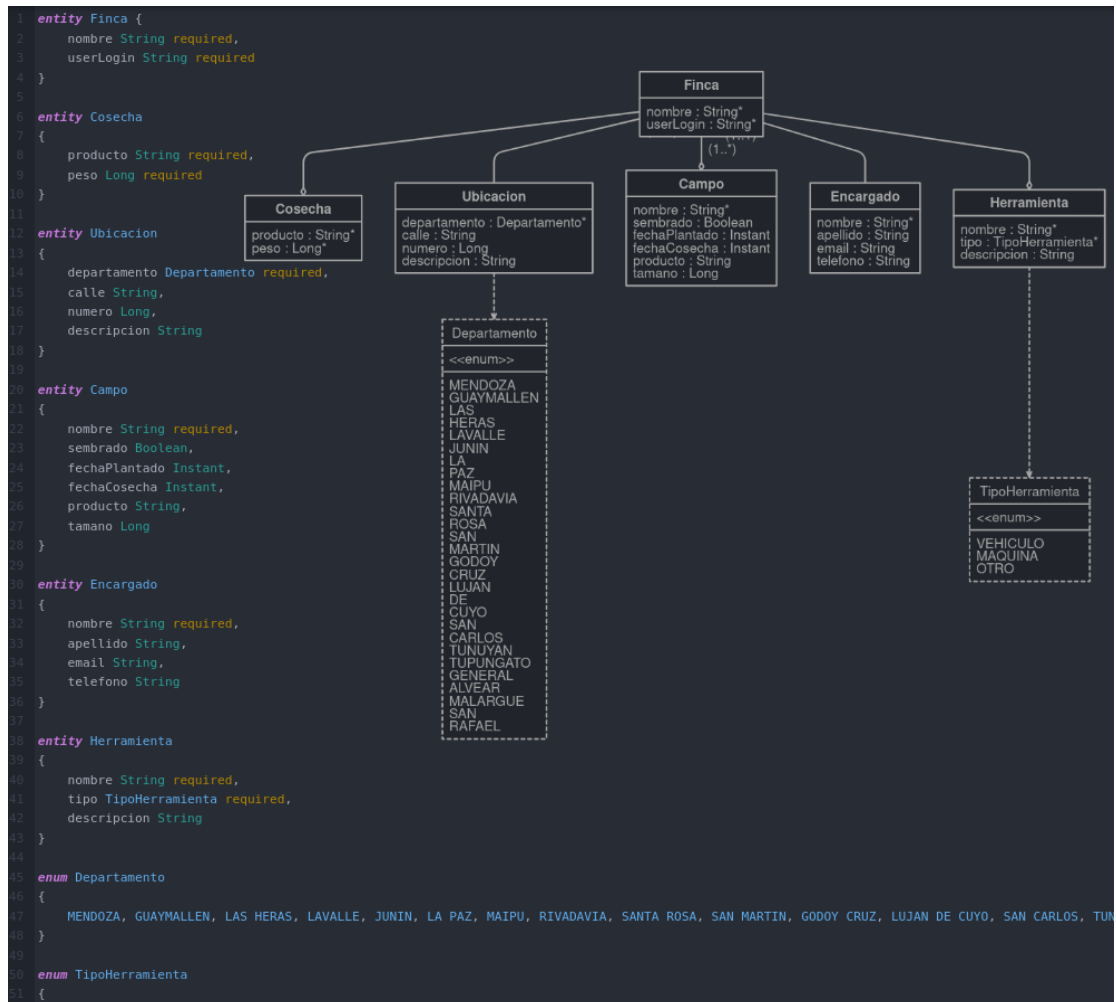 1 entity Finca {
2 nombre String required,
3 userLogin String required
4 }
5
6 entity Cosecha
7 {
8 producto String required,
9 peso Long required
10 }
11
12 entity Ubicacion
13 {
14 departamento Departamento required,
15 calle String,
16 numero Long,
17 descripcion String
18 }
19
20 entity Campo
21 {
22 nombre String required,
23 sembrado Boolean,
24 fechaPlantado Instant,
25 fechaCosecha Instant,
26 producto String,
27 tamano Long
28 }
29
30 entity Encargado
31 {
32 nombre String required,
33 apellido String,
34 email String,
35 telefono String
36 }
37
38 entity Herramienta
39 {
40 nombre String required,
41 tipo TipoHerramienta required,
42 descripcion String
43 }
44
45 enum Departamento
46 {
47 MENDOZA, GUAYMALLEN, LAS HERAS, LAVALLE, JUNIN, LA PAZ, MAIPU, RIVADAVIA, SANTA ROSA, SAN MARTIN, GODOY CRUZ, LUJAN DE CUYO, SAN CARLOS, TUN
48 }
49
50 enum TipoHerramienta
51 {
Finca
nombre : String*
userLogin : String*
(1..*)
Cosecha
producto : String*
peso : Long*
Ubicacion
departamento : Departamento*
calle : String
numero : Long
descripcion : String
Campo
nombre : String*
sembrado : Boolean
fechaPlantado : Instant
fechaCosecha : Instant
producto : String
tamano : Long
Encargado
nombre : String*
apellido : String
email : String
telefono : String
Herramienta
nombre : String*
tipo : TipoHerramienta*
descripcion : String
Departamento
<<enum>>
MENDOZA
GUAYMALLEN
LAS
HERAS
LAVALLE
JUNIN
LA
PAZ
MAIPU
RIVADAVIA
SANTA
ROSA
SAN
MARTIN
GODOY
CRUZ
LUJAN
DE
CUYO
SAN
CARLOS
TUNUYAN
TUPUNGATO
GENERAL
ALVEAR
MALARGUE
SAN
RAFAEL
TipoHerramienta
<<enum>>
VEHICULO
MAQUINA
OTRO